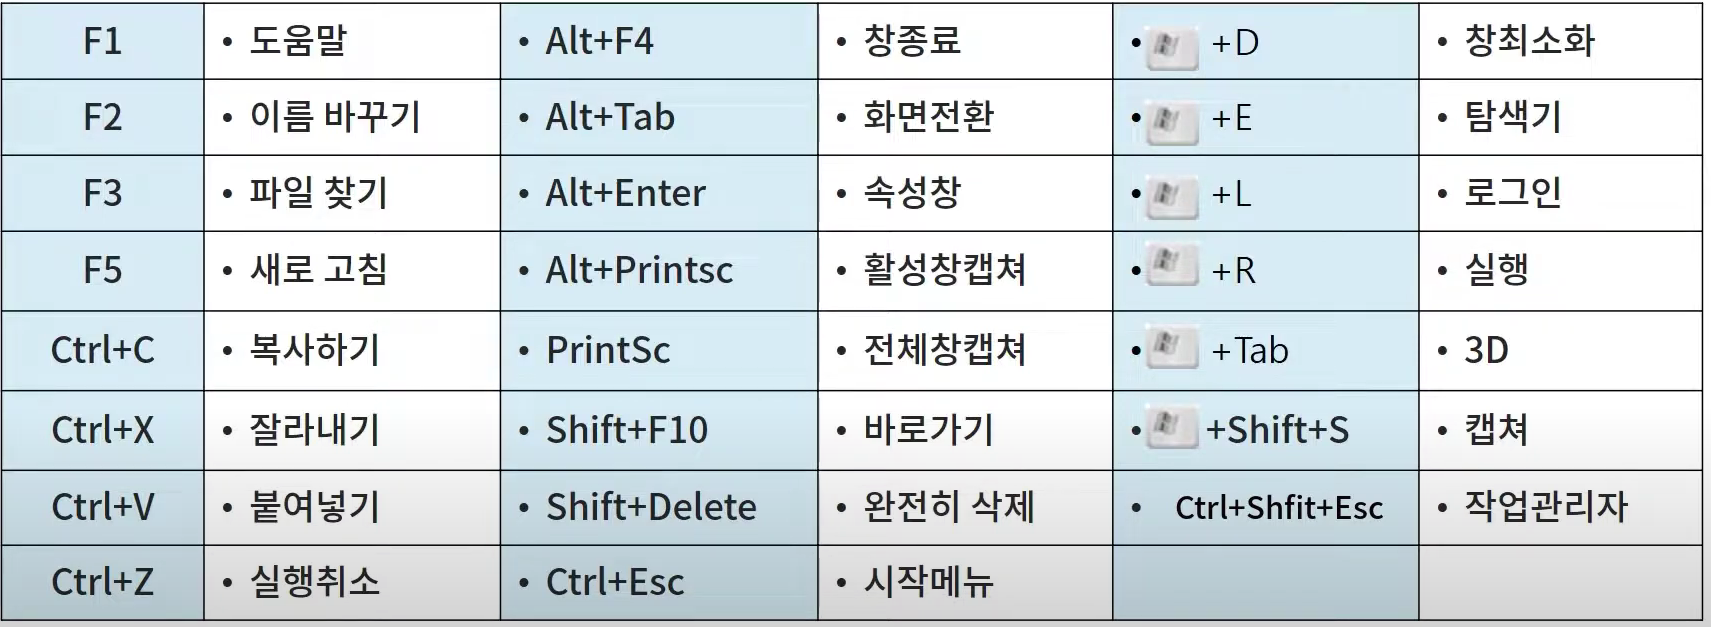 F1 • 도움말 • Alt+F4 • 창종료 • +D • 창최소화
F2 • 이름 바꾸기 • Alt+Tab • 화면전환 • +E • 탐색기
F3 • 파일 찾기 • Alt+Enter • 속성창 • +L • 로그인
F5 • 새로 고침 • Alt+Printsc • 활성창캡쳐 • +R • 실행
Ctrl+C • 복사하기 • PrintSc • 전체창캡쳐 • +Tab • 3D
Ctrl+X • 잘라내기 • Shift+F10 • 바로가기 • +Shift+S • 캡쳐
Ctrl+V • 붙여넣기 • Shift+Delete • 완전히 삭제 • Ctrl+Shfit+Esc • 작업관리자
Ctrl+Z • 실행취소 • Ctrl+Esc • 시작메뉴